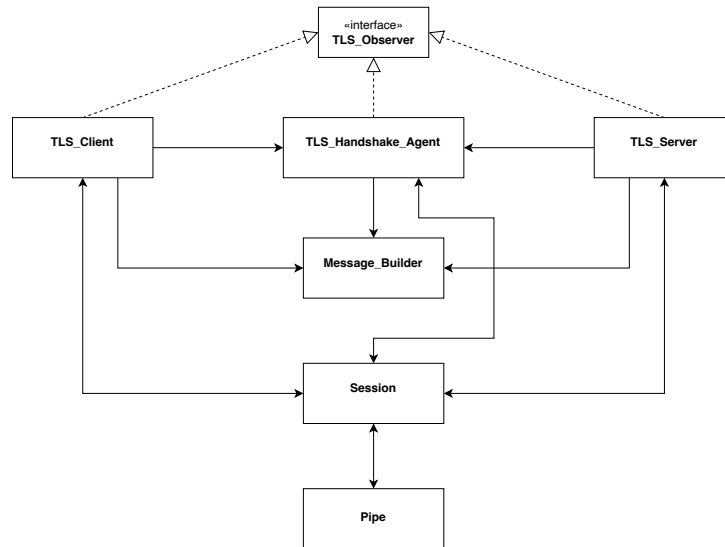 «interface»
TLS_Observer
TLS_Client
TLS_Handshake_Agent
TLS_Server
Message_Builder
Session
Pipe